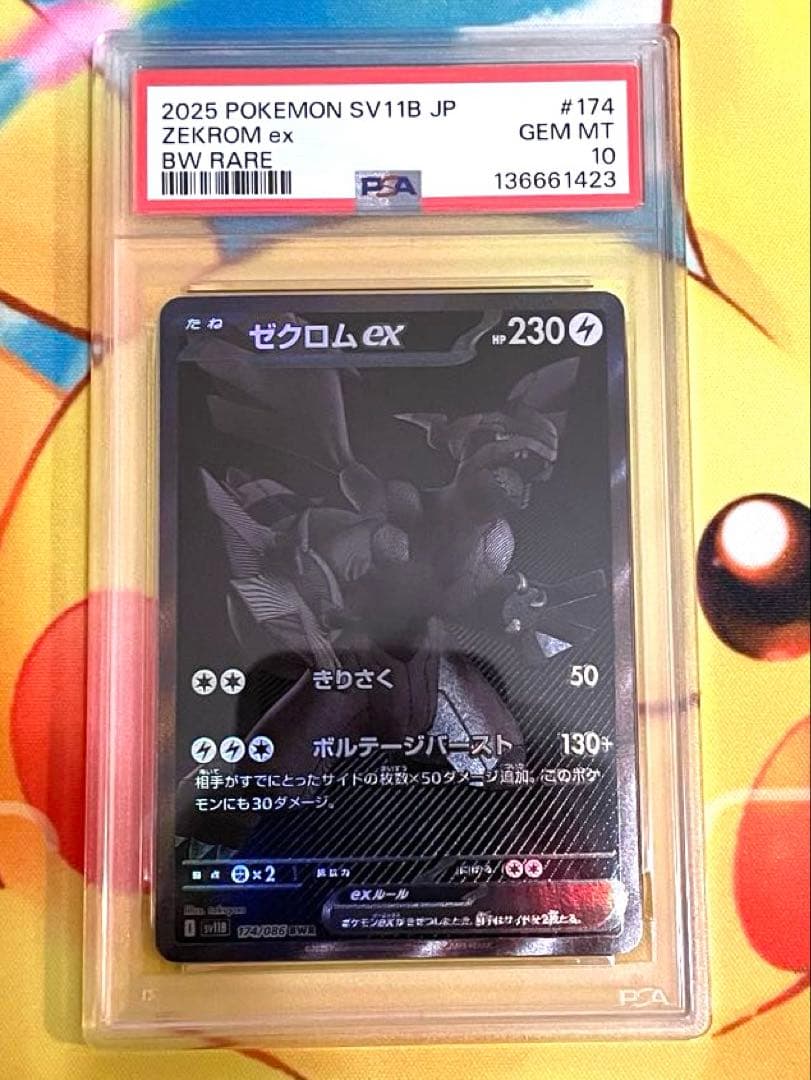 2025 POKEMON SV11B JP #174
ZEKROM ex GEM MT
BW RARE 10
PSA 136661423
たね ゼクロムex HP 230
きりさく 50
ボルテージバースト 130+
相手がすでにとったサイドの枚数×50ダメージ追加。このポケ
モンにも30ダメージ。
×2
exルール
I sv11B 174/086 BWR
PSA